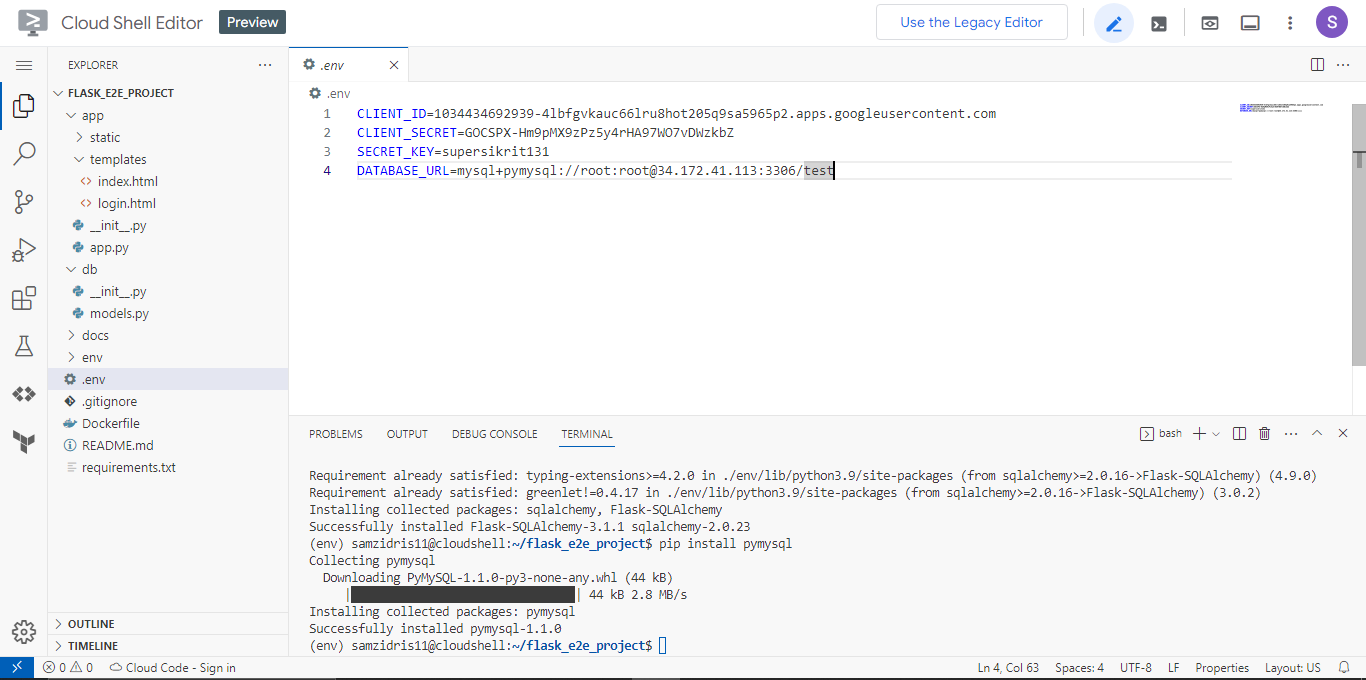 Cloud Shell Editor Preview Use the Legacy Editor S
EXPLORER
FLASK_E2E_PROJECT
app
static
templates
index.html
login.html
__init__.py
app.py
db
__init__.py
models.py
docs
env
.env
.gitignore
Dockerfile
README.md
requirements.txt
OUTLINE
TIMELINE
.env
.env
1 CLIENT_ID=1034434692939-4lbfgvkauc66lru8hot205q9sa5965p2.apps.googleusercontent.com
2 CLIENT_SECRET=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
3 SECRET_KEY=supersikrit131
4 DATABASE_URL=mysql+pymysql://root:root@34.172.41.113:3306/test
PROBLEMS OUTPUT DEBUG CONSOLE TERMINAL bash
Requirement already satisfied: typing-extensions>=4.2.0 in ./env/lib/python3.9/site-packages (from sqlalchemy>=2.0.16->Flask-SQLAlchemy) (4.9.0)
Requirement already satisfied: greenlet!=0.4.17 in ./env/lib/python3.9/site-packages (from sqlalchemy>=2.0.16->Flask-SQLAlchemy) (3.0.2)
Installing collected packages: sqlalchemy, Flask-SQLAlchemy
Successfully installed Flask-SQLAlchemy-3.1.1 sqlalchemy-2.0.23
(env) samzidris11@cloudshell:~/flask_e2e_project$ pip install pymysql
Collecting pymysql
Downloading PyMySQL-1.1.0-py3-none-any.whl (44 kB)
44 kB 2.8 MB/s
Installing collected packages: pymysql
Successfully installed pymysql-1.1.0
(env) samzidris11@cloudshell:~/flask_e2e_project$
0 0 Cloud Code - Sign in Ln 4, Col 63 Spaces: 4 UTF-8 LF Properties Layout: US